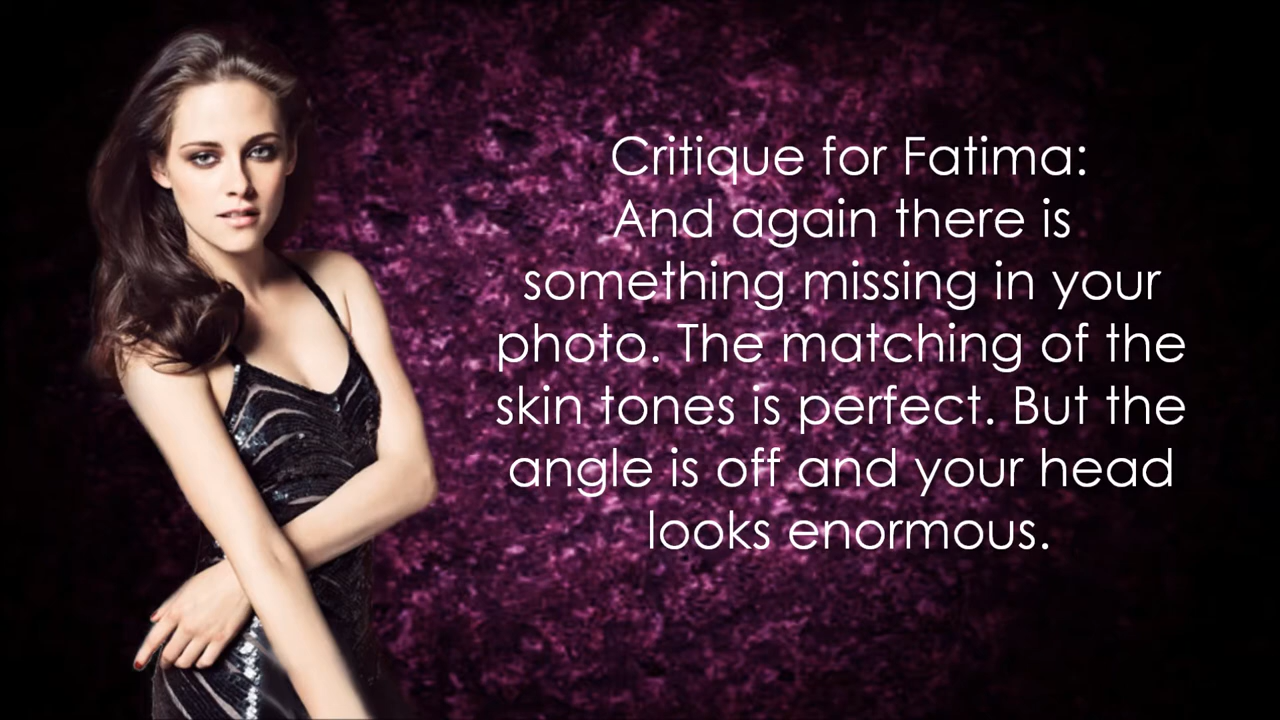 Critique for Fatima:
And again there is
something missing in your
photo. The matching of the
skin tones is perfect. But the
angle is off and your head
looks enormous.